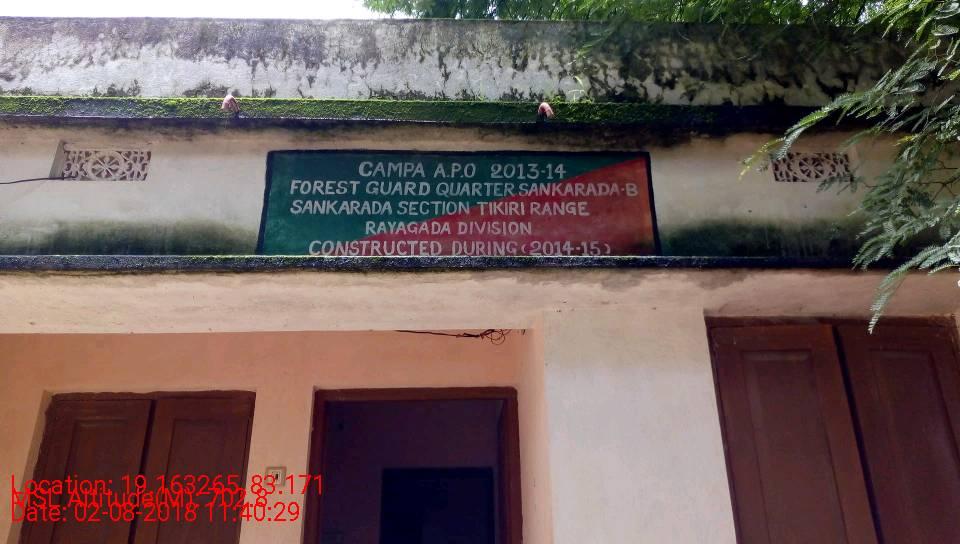 CAMPA A.P.O 2013-14
FOREST GUARD QUARTER SANKARADA-B
SANKARADA SECTION TIKIRI RANGE
RAYAGADA DIVISION
CONSTRUCTED DURING (2014-15)
Location: 19.163265,83.171
MSL Altitude(M): 702.8
Date: 02-08-2018 11:40:29